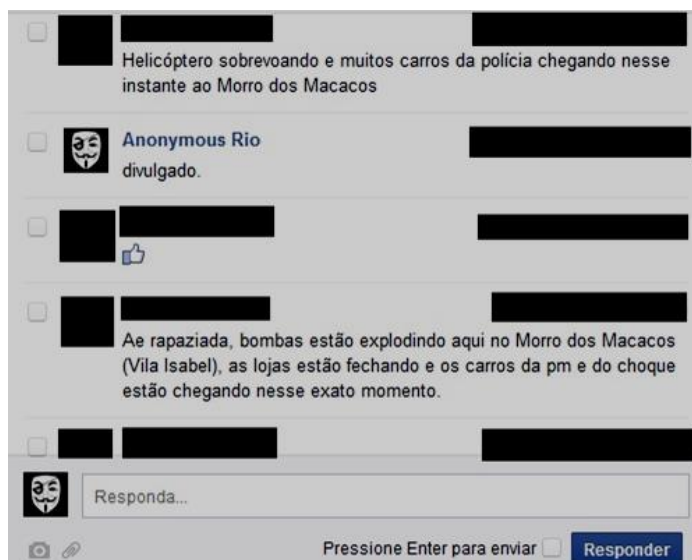 Helicóptero sobrevoando e muitos carros da polícia chegando nesse
instante ao Morro dos Macacos
Anonymous Rio
divulgado.
Ae rapaziada, bombas estão explodindo aqui no Morro dos Macacos
(Vila Isabel), as lojas estão fechando e os carros da pm e do choque
estão chegando nesse exato momento.
Responda...
Pressione Enter para enviar
Responder